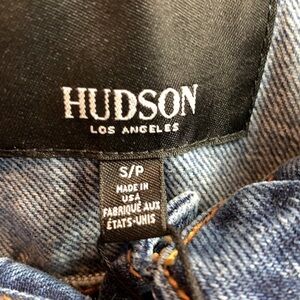 HUDSON
LOS ANGELES
S/P
MADE IN
USA
FABRIQUÉ AUX
ÉTATS-UNIS